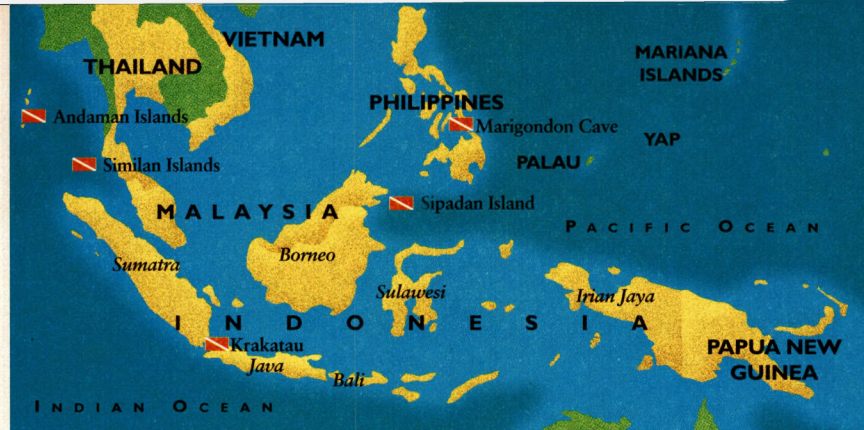 VIETNAM
THAILAND
MARIANA
ISLANDS
PHILIPPINES
Andaman Islands
Marigondon Cave
YAP
Similan Islands
PALAU
Sipadan Island
MALAYSIA
PACIFIC OCEAN
Borneo
Sumatra
Sulawesi
Irian Jaya
INDONESIA
Krakatau
PAPUA NEW
GUINEA
Java
Bali
INDIAN OCEAN